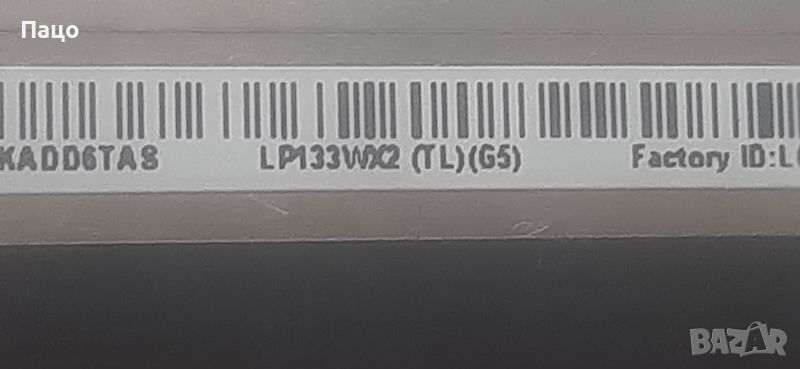 Пацо
KADD6TAS LP133WX2 (TL)(G5) Factory ID:L
BAZAR